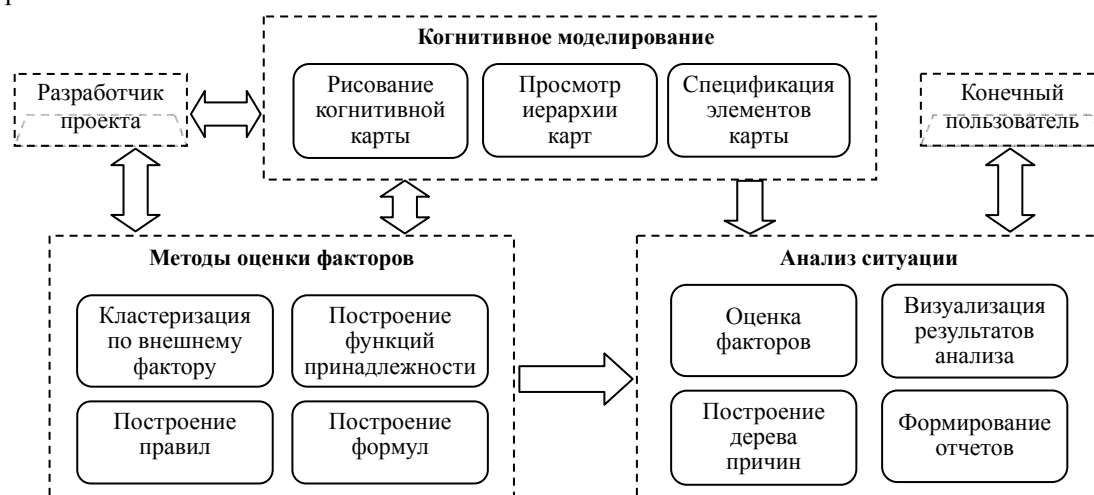 Когнитивное моделирование
Разработчик
проекта
Рисование
когнитивной
карты
Просмотр
иерархии
карт
Спецификация
элементов
карты
Конечный
пользователь
Методы оценки факторов
Кластеризация
по внешнему
фактору
Построение
функций
принадлежности
Построение
правил
Построение
формул
Анализ ситуации
Оценка
факторов
Визуализация
результатов
анализа
Построение
дерева
причин
Формирование
отчетов